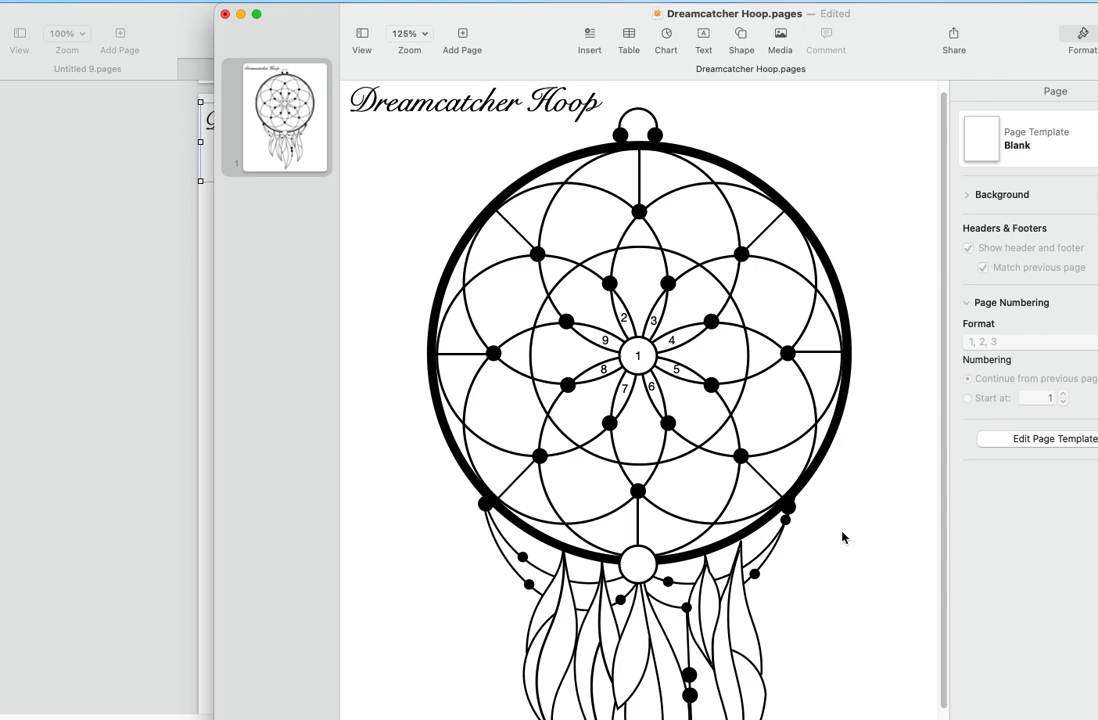 Dreamcatcher Hoop.pages — Edited
100%
View
Zoom
Add Page
125%
View
Zoom
Add Page
Insert
Table
Chart
Text
Shape
Media
Comment
Share
Format
Untitled 9.pages
Dreamcatcher Hoop.pages
Dreamcatcher Hoop
1
Dreamcatcher Hoop
2
3
9
4
1
8
5
7
6
Page
Page Template
Blank
Background
Headers & Footers
Show header and footer
Match previous page
Page Numbering
Format
1, 2, 3
Numbering
Continue from previous pag
Start at:
1
Edit Page Template